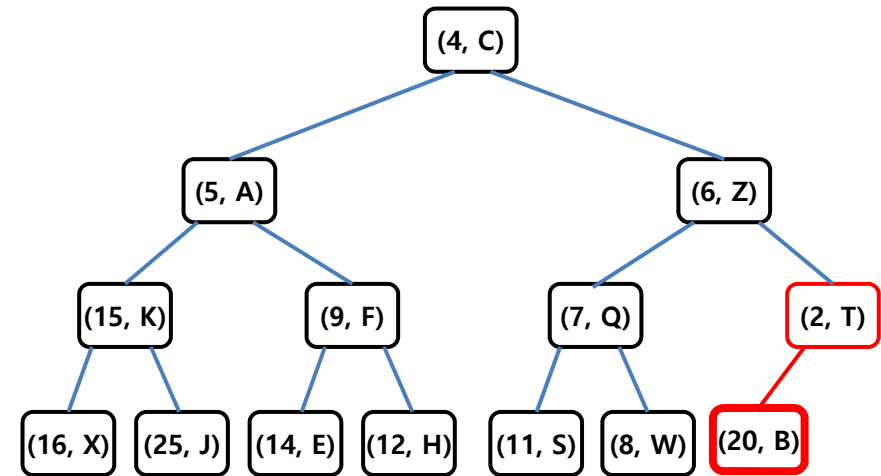 (4, C)
(5, A)
(6, Z)
(15, K)
(9, F)
(7, Q)
(2, T)
(16, X)
(25, J)
(14, E)
(12, H)
(11, S)
(8, W)
(20, B)